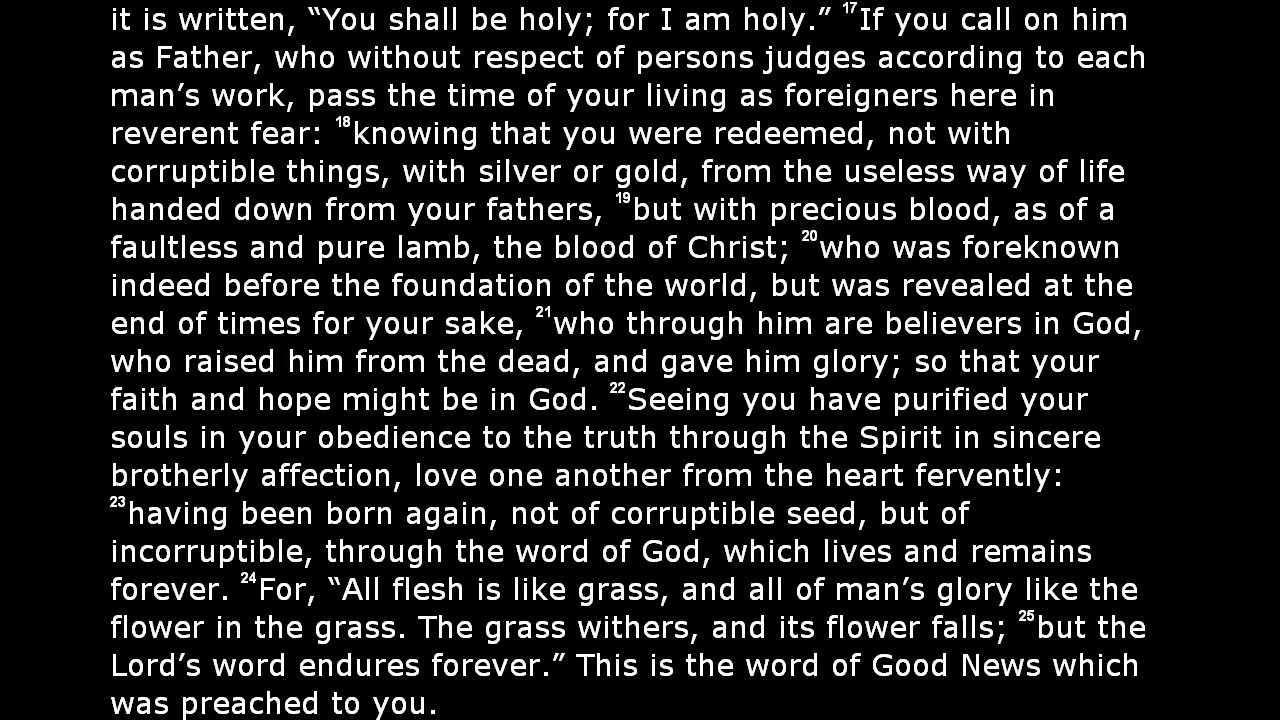 it is written, “You shall be holy; for I am holy.” 17If you call on him
as Father, who without respect of persons judges according to each
man’s work, pass the time of your living as foreigners here in
reverent fear: 18knowing that you were redeemed, not with
corruptible things, with silver or gold, from the useless way of life
handed down from your fathers, 19but with precious blood, as of a
faultless and pure lamb, the blood of Christ; 20who was foreknown
indeed before the foundation of the world, but was revealed at the
end of times for your sake, 21who through him are believers in God,
who raised him from the dead, and gave him glory; so that your
faith and hope might be in God. 22Seeing you have purified your
souls in your obedience to the truth through the Spirit in sincere
brotherly affection, love one another from the heart fervently:
23having been born again, not of corruptible seed, but of
incorruptible, through the word of God, which lives and remains
forever. 24For, “All flesh is like grass, and all of man’s glory like the
flower in the grass. The grass withers, and its flower falls; 25but the
Lord’s word endures forever.” This is the word of Good News which
was preached to you.